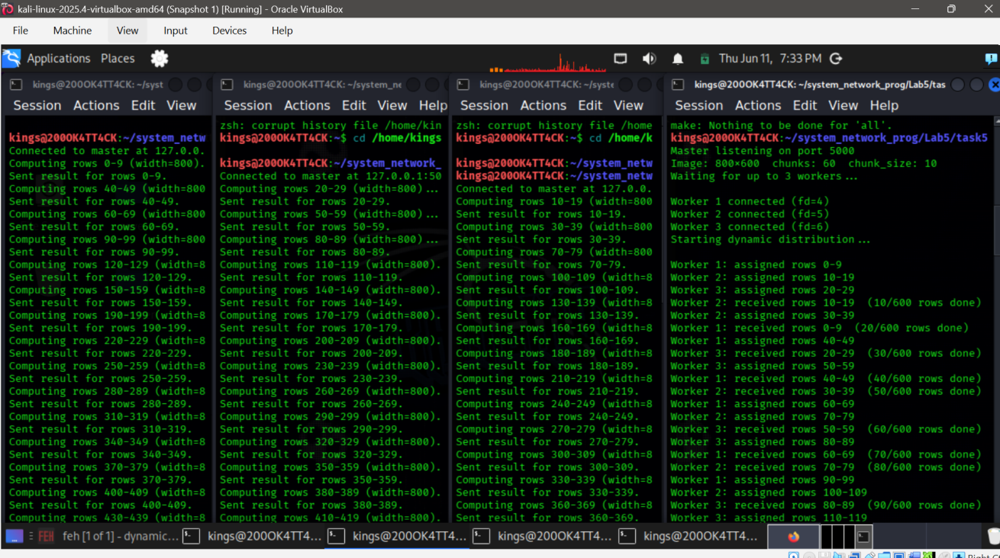 kali-linux-2025.4-virtualbox-amd64 (Snapshot 1) [Running] - Oracle VirtualBox
File Machine View Input Devices Help
Applications Places
Thu Jun 11, 7:33 PM
kings@200OK4TT4CK: ~/syst
Session Actions Edit View
kings@200OK4TT4CK:~/system_netw
Connected to master at 127.0.0.
Computing rows 0-9 (width=800).
Sent result for rows 0-9.
Computing rows 40-49 (width=800
Sent result for rows 40-49.
Computing rows 60-69 (width=800
Sent result for rows 60-69.
Computing rows 90-99 (width=800
Sent result for rows 90-99.
Computing rows 120-129 (width=8
Sent result for rows 120-129.
Computing rows 150-159 (width=8
Sent result for rows 150-159.
Computing rows 190-199 (width=8
Sent result for rows 190-199.
Computing rows 220-229 (width=8
Sent result for rows 220-229.
Computing rows 250-259 (width=8
Sent result for rows 250-259.
Computing rows 280-289 (width=8
Sent result for rows 280-289.
Computing rows 310-319 (width=8
Sent result for rows 310-319.
Computing rows 340-349 (width=8
Sent result for rows 340-349.
Computing rows 370-379 (width=8
Sent result for rows 370-379.
Computing rows 400-409 (width=8
Sent result for rows 400-409.
Computing rows 430-439 (width=8
kings@200OK4TT4CK: ~/system_ne
Session Actions Edit View Help
zsh: corrupt history file /home/kin
kings@200OK4TT4CK:~$ cd /home/kings
kings@200OK4TT4CK:~/system_network_
Connected to master at 127.0.0.1:50
Computing rows 20-29 (width=800)...
Sent result for rows 20-29.
Computing rows 50-59 (width=800)...
Sent result for rows 50-59.
Computing rows 80-89 (width=800)...
Sent result for rows 80-89.
Computing rows 110-119 (width=800).
Sent result for rows 110-119.
Computing rows 140-149 (width=800).
Sent result for rows 140-149.
Computing rows 170-179 (width=800).
Sent result for rows 170-179.
Computing rows 200-209 (width=800).
Sent result for rows 200-209.
Computing rows 230-239 (width=800).
Sent result for rows 230-239.
Computing rows 260-269 (width=800).
Sent result for rows 260-269.
Computing rows 290-299 (width=800).
Sent result for rows 290-299.
Computing rows 320-329 (width=800).
Sent result for rows 320-329.
Computing rows 350-359 (width=800).
Sent result for rows 350-359.
Computing rows 380-389 (width=800).
Sent result for rows 380-389.
Computing rows 410-419 (width=800).
kings@200OK4TT4CK: ~/syste
Session Actions Edit View
zsh: corrupt history file /home
kings@200OK4TT4CK:~$ cd /home/k
kings@200OK4TT4CK:~/system_netw
kings@200OK4TT4CK:~/system_netw
Connected to master at 127.0.0.
Computing rows 10-19 (width=800
Sent result for rows 10-19.
Computing rows 30-39 (width=800
Sent result for rows 30-39.
Computing rows 70-79 (width=800
Sent result for rows 70-79.
Computing rows 100-109 (width=8
Sent result for rows 100-109.
Computing rows 130-139 (width=8
Sent result for rows 130-139.
Computing rows 160-169 (width=8
Sent result for rows 160-169.
Computing rows 180-189 (width=8
Sent result for rows 180-189.
Computing rows 210-219 (width=8
Sent result for rows 210-219.
Computing rows 240-249 (width=8
Sent result for rows 240-249.
Computing rows 270-279 (width=8
Sent result for rows 270-279.
Computing rows 300-309 (width=8
Sent result for rows 300-309.
Computing rows 330-339 (width=8
Sent result for rows 330-339.
Computing rows 360-369 (width=8
Sent result for rows 360-369.
kings@200OK4TT4CK: ~/system_network_prog/Lab5/tas
Session Actions Edit View Help
make: Nothing to be done for 'all'.
kings@200OK4TT4CK:~/system_network_prog/Lab5/task5
Master listening on port 5000
Image: 800×600 chunks: 60 chunk_size: 10
Waiting for up to 3 workers...
Worker 1 connected (fd=4)
Worker 2 connected (fd=5)
Worker 3 connected (fd=6)
Starting dynamic distribution...
Worker 1: assigned rows 0-9
Worker 2: assigned rows 10-19
Worker 3: assigned rows 20-29
Worker 2: received rows 10-19 (10/600 rows done)
Worker 2: assigned rows 30-39
Worker 1: received rows 0-9 (20/600 rows done)
Worker 1: assigned rows 40-49
Worker 3: received rows 20-29 (30/600 rows done)
Worker 3: assigned rows 50-59
Worker 1: received rows 40-49 (40/600 rows done)
Worker 2: received rows 30-39 (50/600 rows done)
Worker 1: assigned rows 60-69
Worker 2: assigned rows 70-79
Worker 3: received rows 50-59 (60/600 rows done)
Worker 3: assigned rows 80-89
Worker 1: received rows 60-69 (70/600 rows done)
Worker 2: received rows 70-79 (80/600 rows done)
Worker 1: assigned rows 90-99
Worker 2: assigned rows 100-109
Worker 3: received rows 80-89 (90/600 rows done)
Worker 3: assigned rows 110-119
FEH feh [1 of 1] - dynamic... kings@200OK4TT4... kings@200OK4TT4... kings@200OK4TT4... kings@200OK4TT4...
Right C